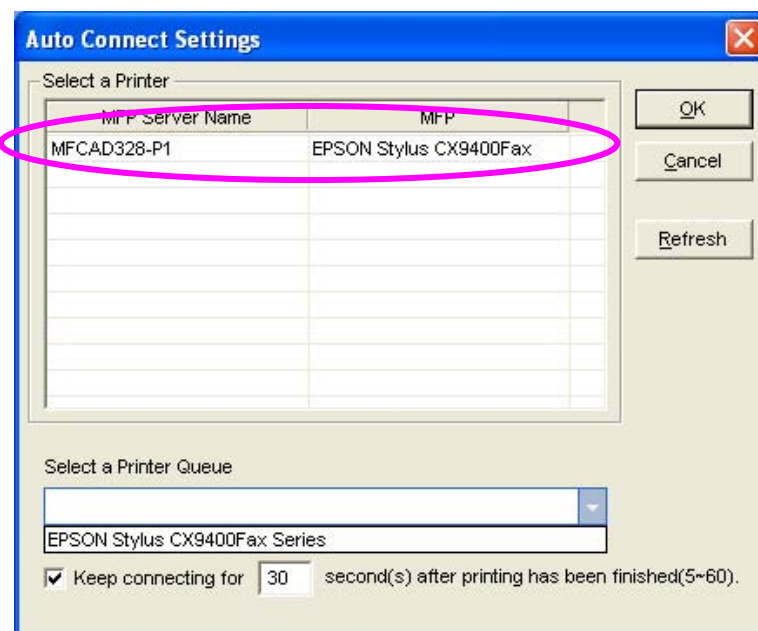 Auto Connect Settings
Select a Printer
MFP Server Name MFP
MFCAD328-P1 EPSON Stylus CX9400Fax
OK
Cancel
Refresh
Select a Printer Queue
EPSON Stylus CX9400Fax Series
Keep connecting for 30 second(s) after printing has been finished(5~60).